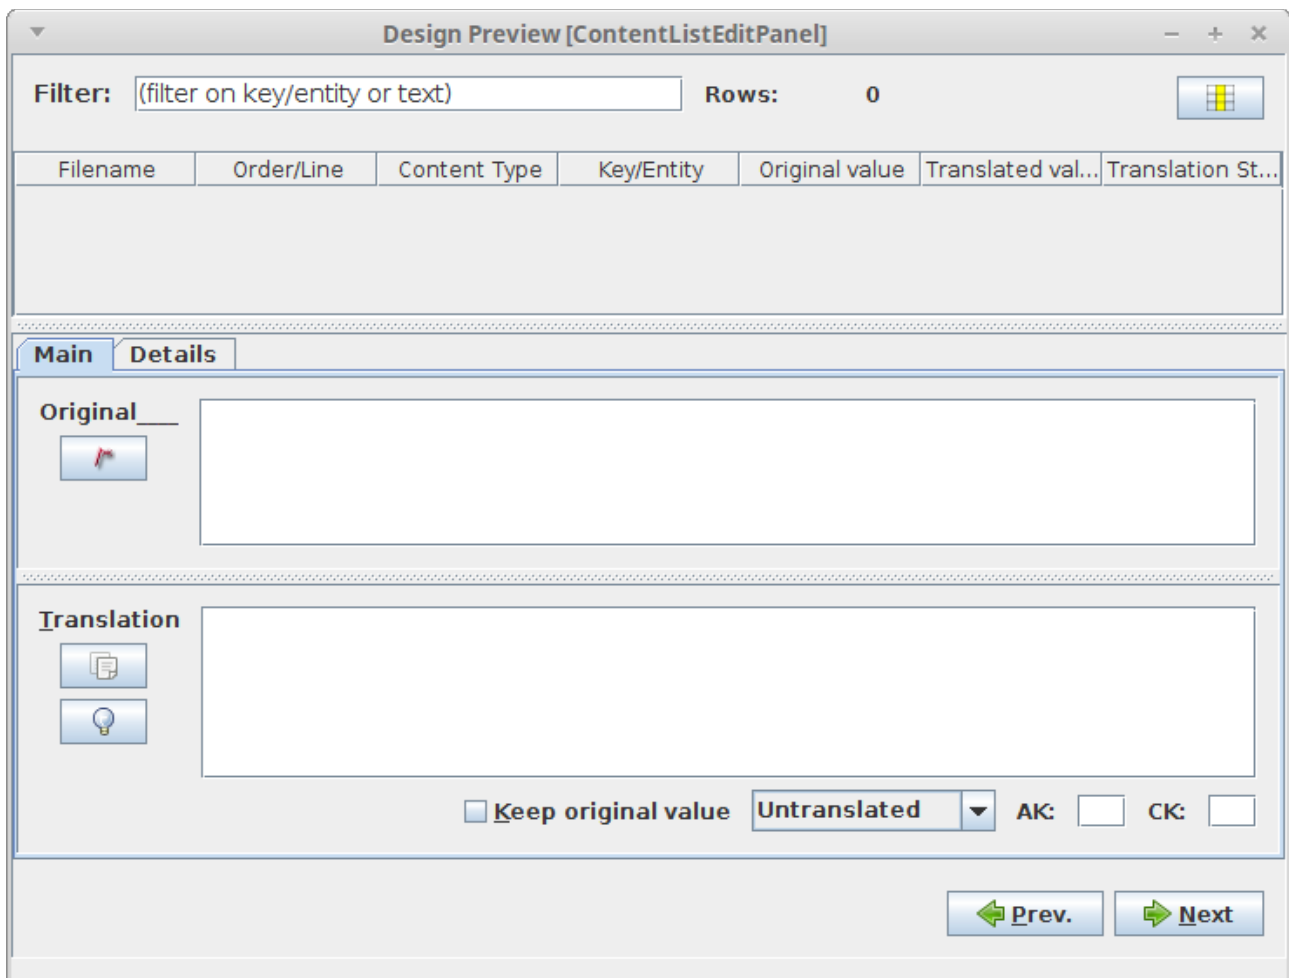 Design Preview [ContentListEditPanel]
Filter: (filter on key/entity or text) Rows: 0
Filename Order/Line Content Type Key/Entity Original value Translated val... Translation St...
Main Details
Original___
Translation
Keep original value Untranslated AK: CK:
Prev. Next